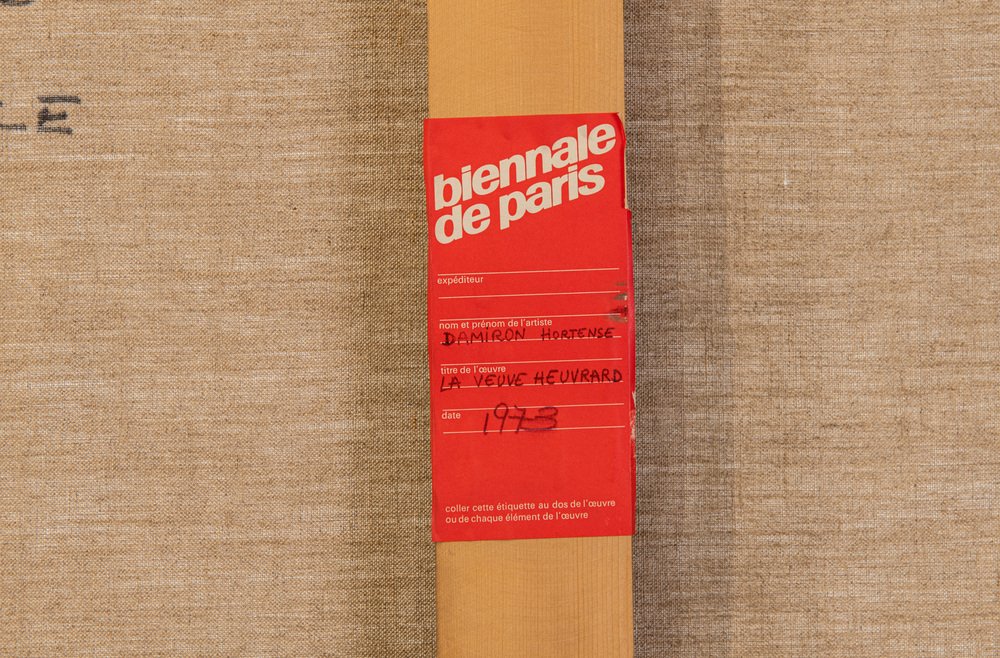 LE
biennale
de paris
expéditeur
nom et prénom de l'artiste
DAMIRON HORTENSE
titre de l'œuvre
LA VEUVE HEUVRARD
date
1973
coller cette étiquette au dos de l'œuvre
ou de chaque élément de l'œuvre